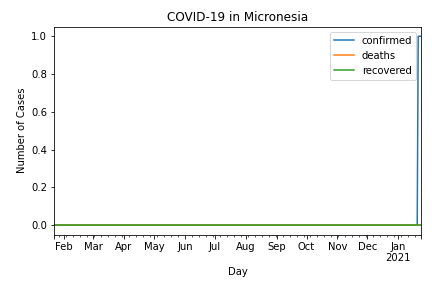 COVID-19 in Micronesia
confirmed
deaths
recovered
Number of Cases
1.0
0.8
0.6
0.4
0.2
0.0
Feb Mar Apr May Jun Jul Aug Sep Oct Nov Dec Jan
2021
Day